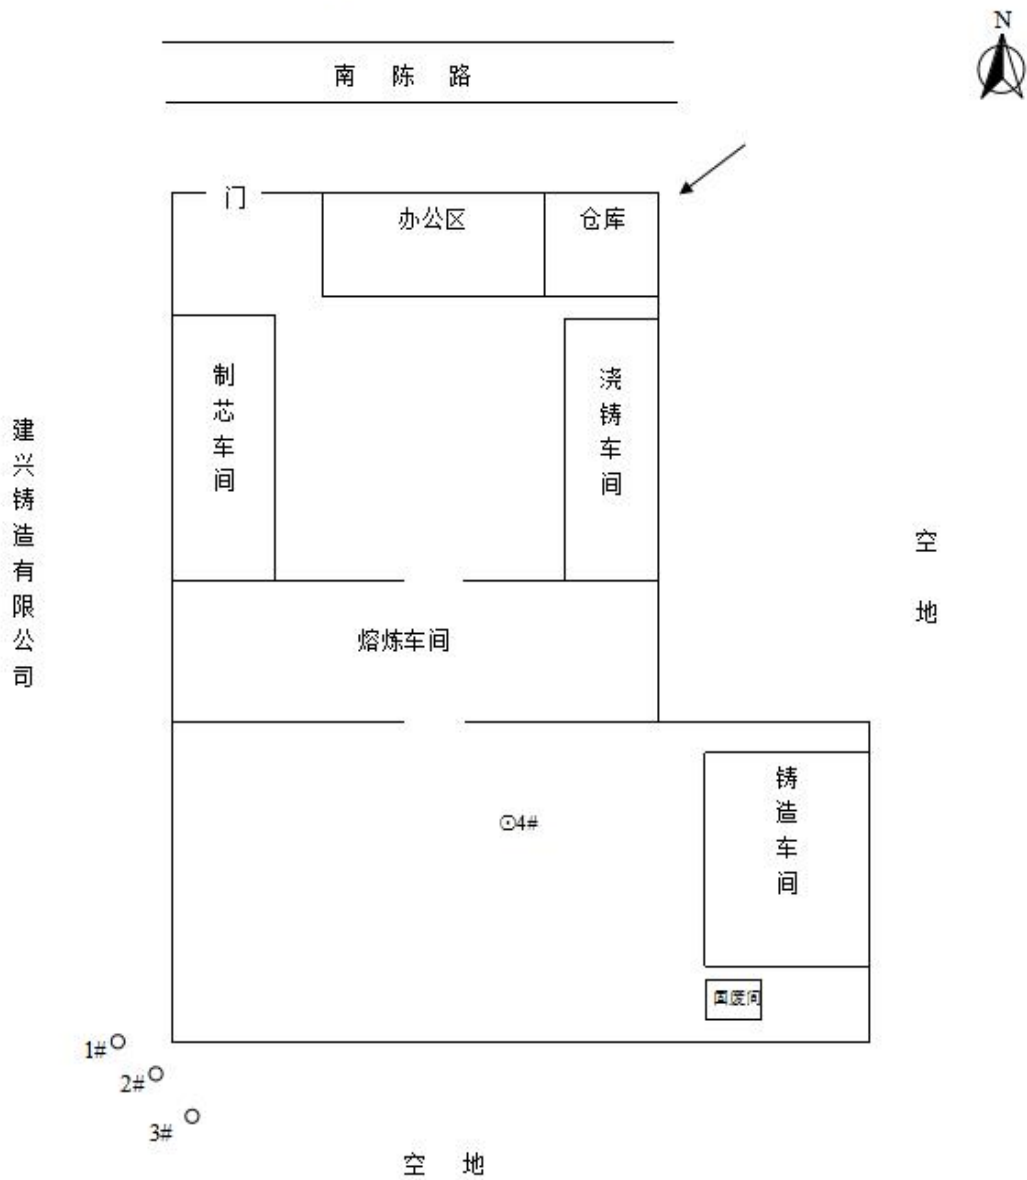 N
南 陈 路
门
办公区
仓库
制芯车间
浇铸车间
建兴铸造有限公司
空地
熔炼车间
铸造车间
⊙4#
固废间
1#
2#
3#
空 地